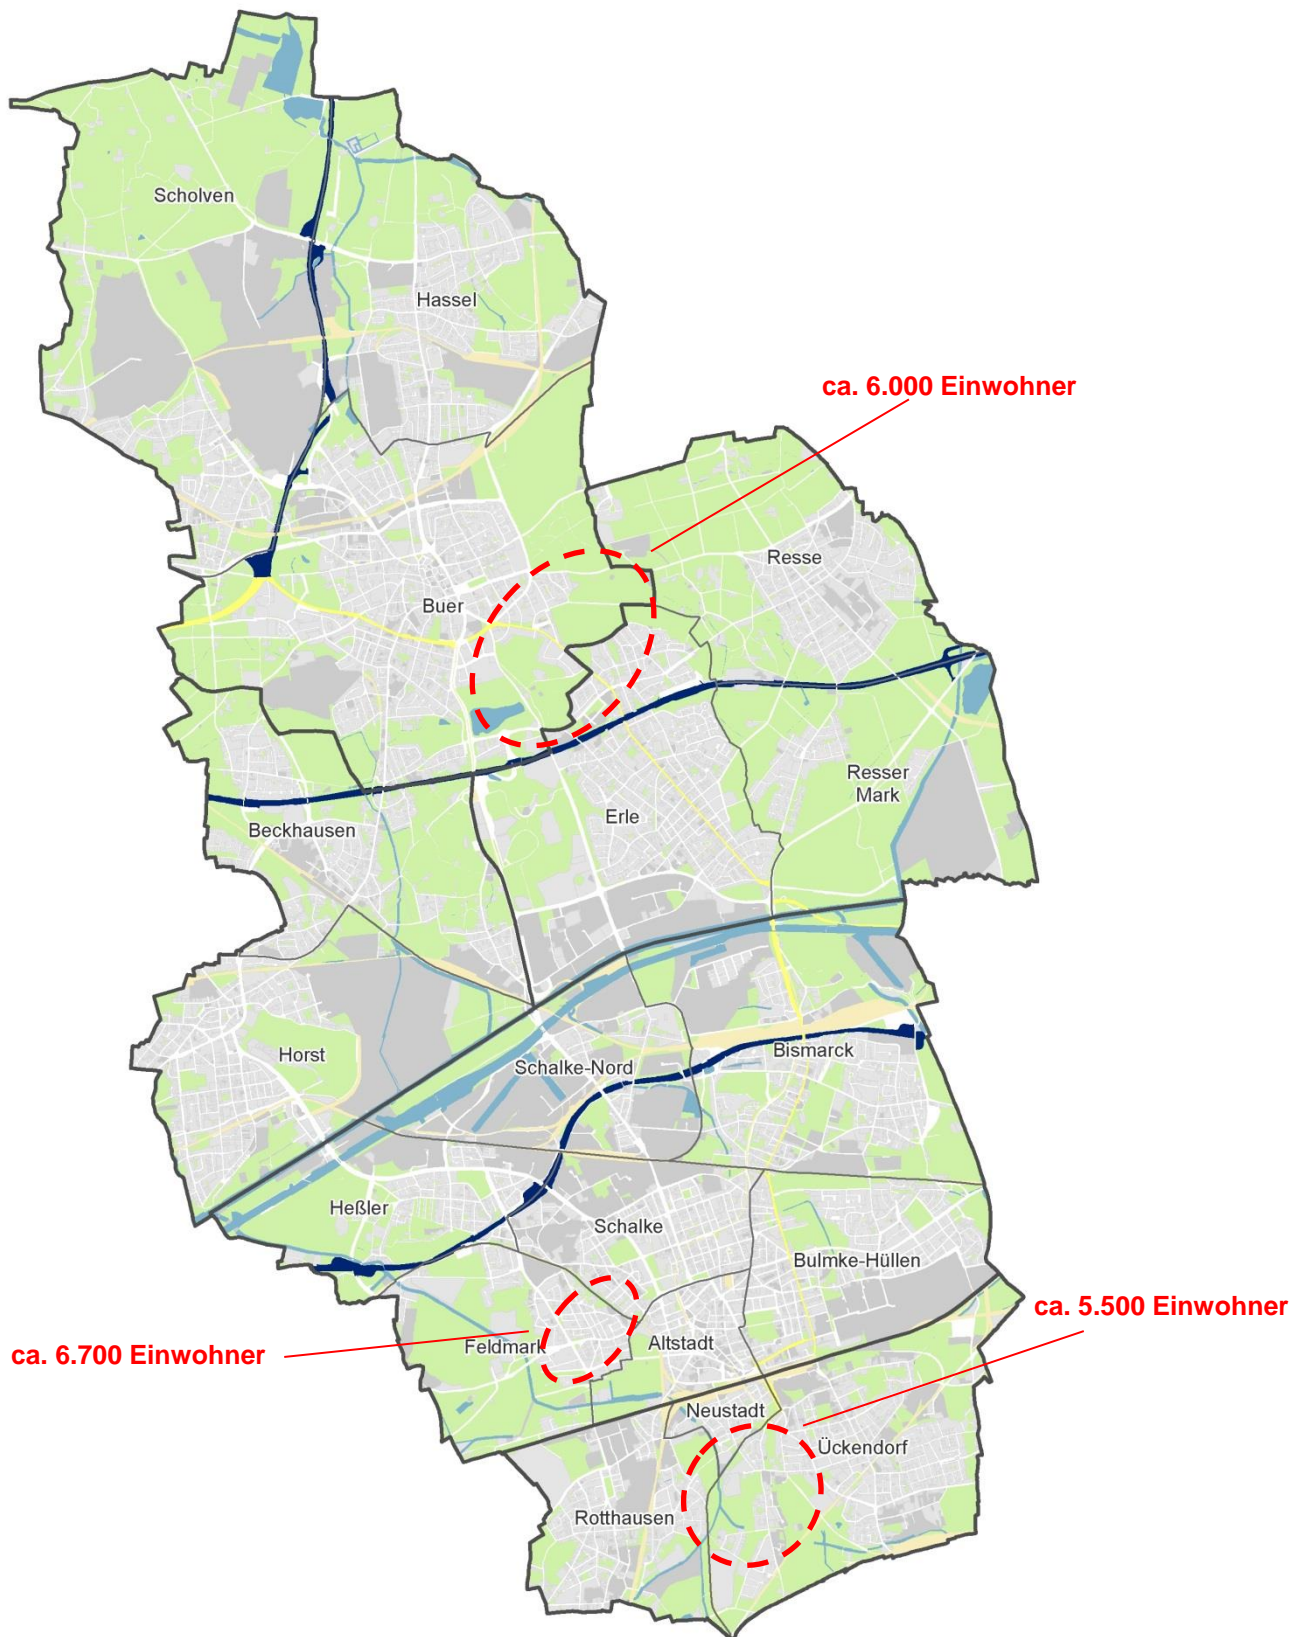 Scholven
Hassel
ca. 6.000 Einwohner
Resse
Buer
Resser
Mark
Erle
Beckhausen
Horst
Bismarck
Schalke-Nord
Heßler
Schalke
Bulmke-Hüllen
ca. 5.500 Einwohner
Feldmark
Altstadt
ca. 6.700 Einwohner
Neustadt
Ückendorf
Rotthausen